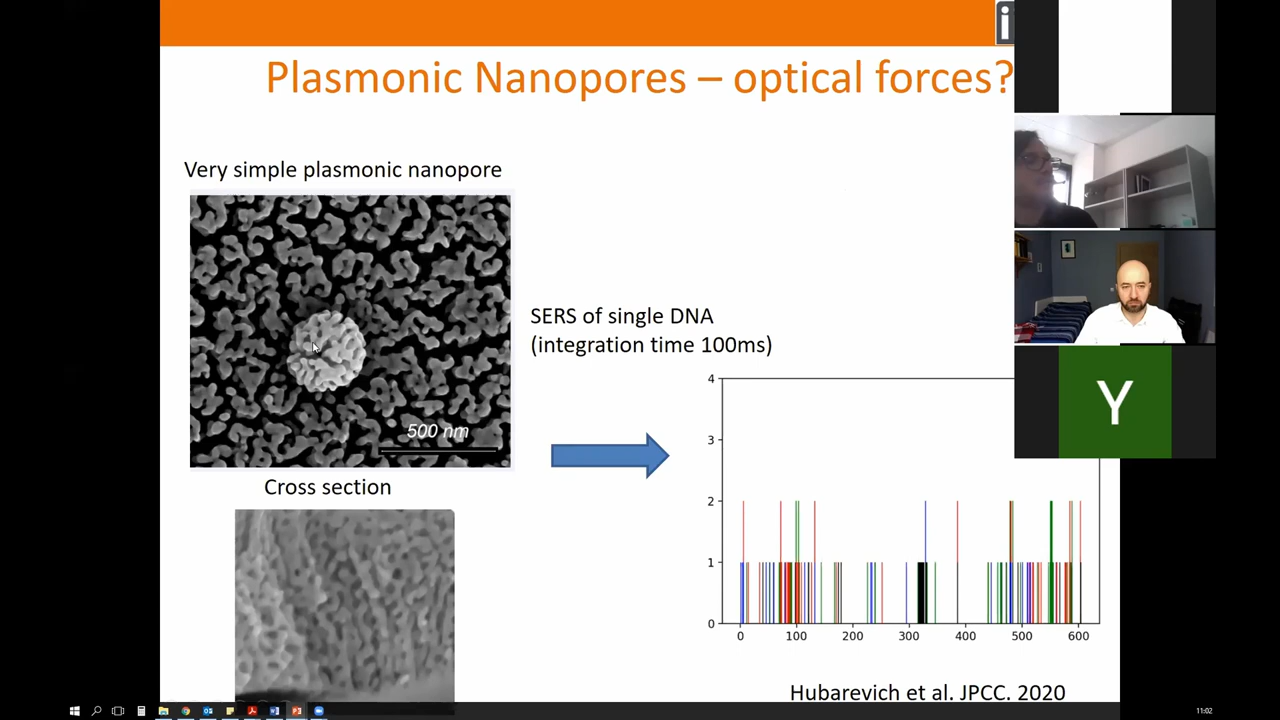 i
Plasmonic Nanopores – optical forces?
Very simple plasmonic nanopore
500 nm
SERS of single DNA
(integration time 100ms)
Cross section
4
3
2
1
0
0 100 200 300 400 500 600
Y
Hubarevich et al. JPCC. 2020
11:02